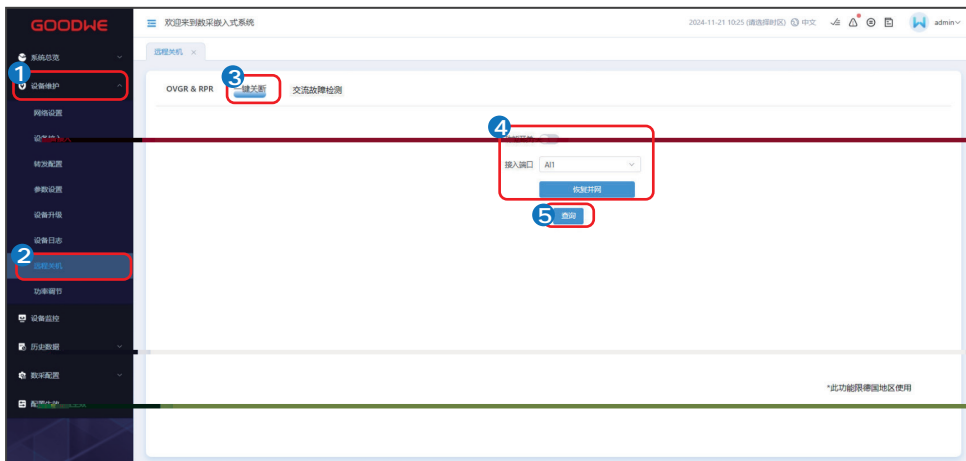 GOODWE
欢迎来到数采嵌入式系统
2024-11-21 10:25 (请选择时区) 中文
admin
系统总览
远程关机 ×
1
设备维护
OVGR & RPR
3
一键关断
交流故障检测
网络设置
4
转发配置
接入端口 AI1
参数设置
恢复并网
设备升级
5
查询
设备日志
2
远程关机
功率调节
设备监控
历史数据
数采配置
*此功能限德国地区使用